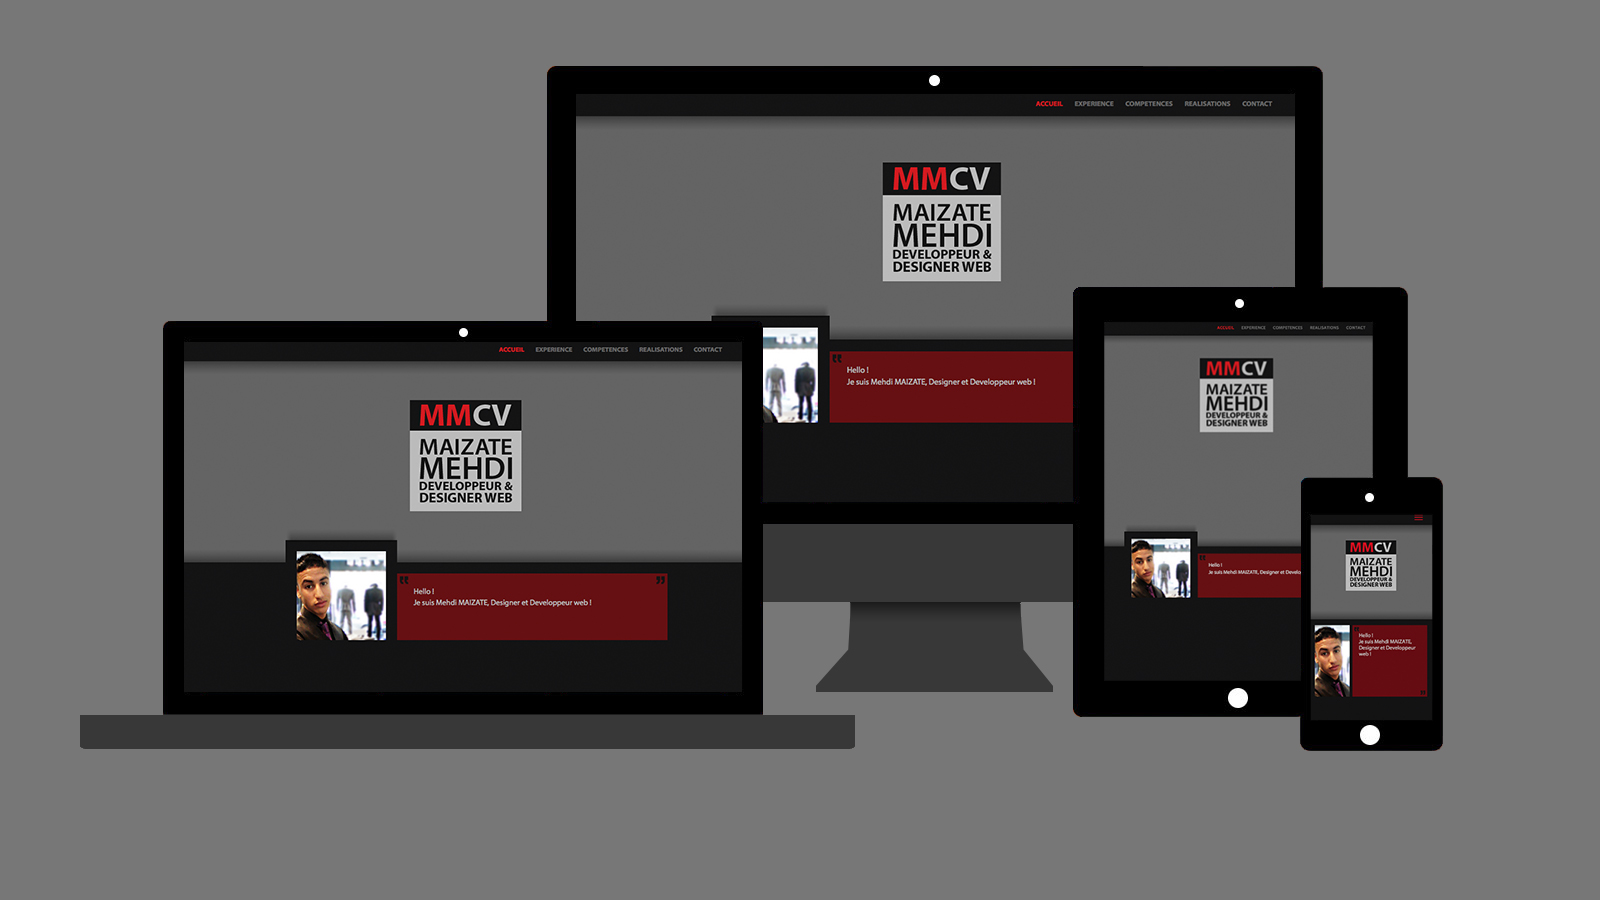 ACCUEIL EXPERIENCE COMPETENCES REALISATIONS CONTACT
MMCV
MAIZATE
MEHDI
DEVELOPPEUR &
DESIGNER WEB
“
Hello !
Je suis Mehdi MAIZATE, Designer et Developpeur web !
ACCUEIL EXPERIENCE COMPETENCES REALISATIONS CONTACT
MMCV
MAIZATE
MEHDI
DEVELOPPEUR &
DESIGNER WEB
“ ”
Hello !
Je suis Mehdi MAIZATE, Designer et Developpeur web !
ACCUEIL EXPERIENCE COMPETENCES REALISATIONS CONTACT
MMCV
MAIZATE
MEHDI
DEVELOPPEUR &
DESIGNER WEB
“
Hello !
Je suis Mehdi MAIZATE, Designer et Develo
MMCV
MAIZATE
MEHDI
DEVELOPPEUR &
DESIGNER WEB
“
Hello !
Je suis Mehdi MAIZATE,
Designer et Developpeur
web !
”